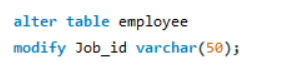 alter table employee
modify Job_id varchar(50);